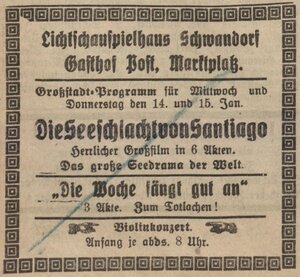 Lichtschauspielhaus Schwandorf
Gasthof Post, Marktplatz.
Großstadt-Programm für Mittwoch und
Donnerstag den 14. und 15. Jan.
Die Seeschlacht von Santiago
Herrlicher Großfilm in 6 Akten.
Das große Seedrama der Welt.
„Die Woche fängt gut an“
3 Akte. Zum Totlachen!
Violinkonzert.
Anfang je abds. 8 Uhr.